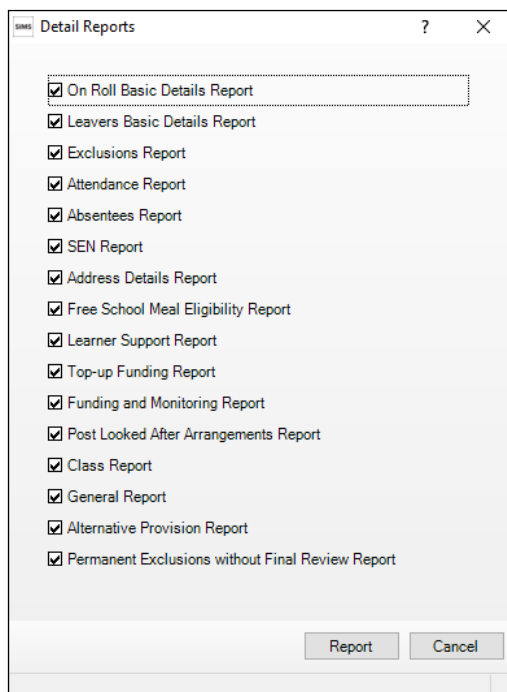 SIMS Detail Reports ?
On Roll Basic Details Report
Leavers Basic Details Report
Exclusions Report
Attendance Report
Absentees Report
SEN Report
Address Details Report
Free School Meal Eligibility Report
Learner Support Report
Top-up Funding Report
Funding and Monitoring Report
Post Looked After Arrangements Report
Class Report
General Report
Alternative Provision Report
Permanent Exclusions without Final Review Report
Report Cancel